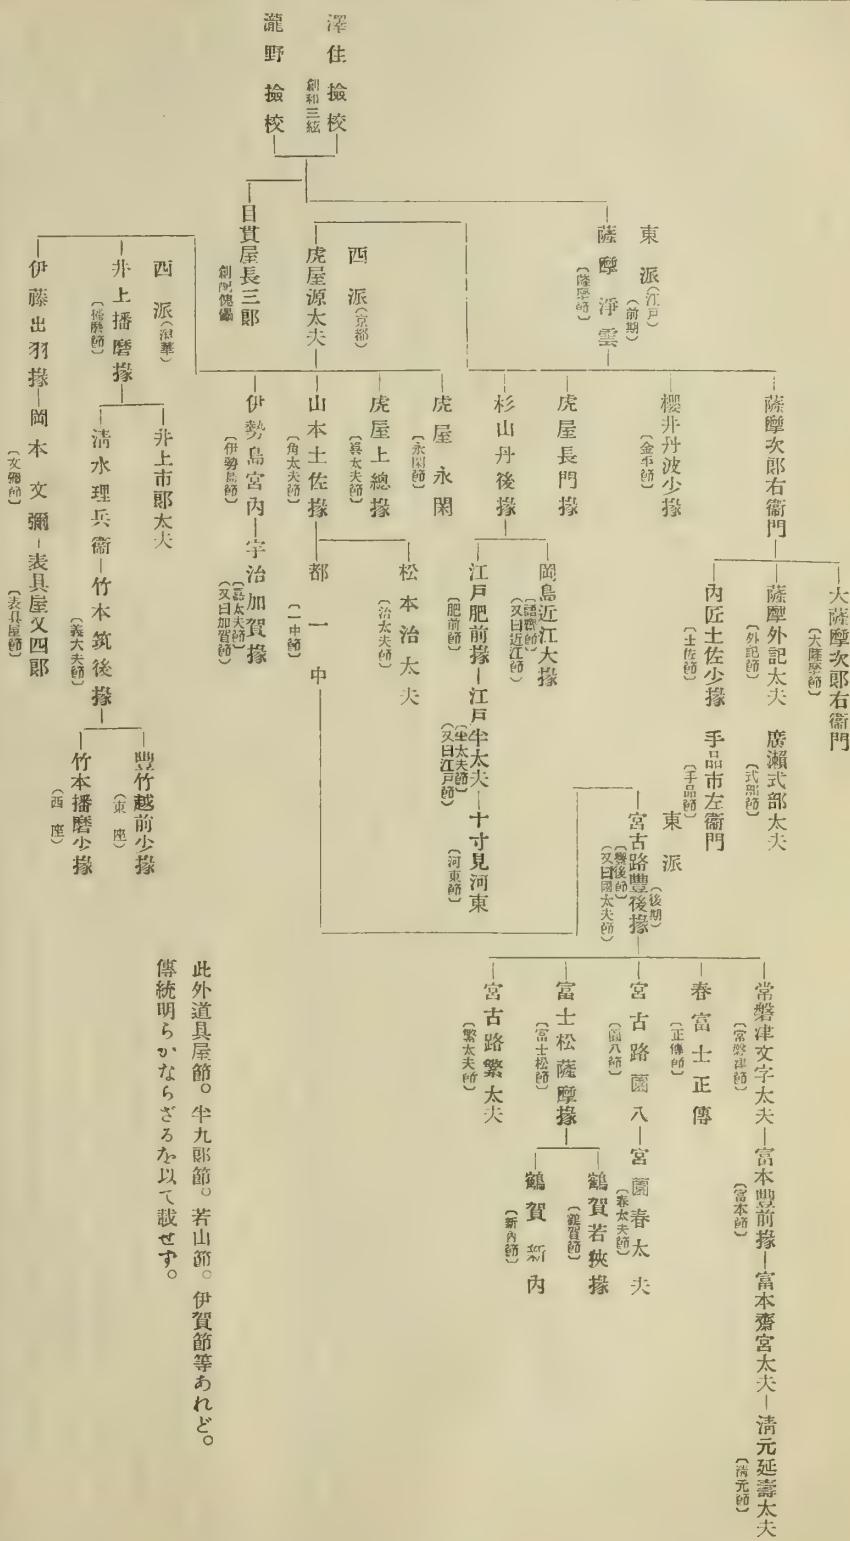 澤住撿校
創和三絃
瀧野撿校
東派(江戸)
(前期)
薩摩淨雲
(薩摩節)
西派(京都)
虎屋源太夫
目貫屋長三郎
西派(浪華)
井上播磨掾
(播磨節)
伊藤出羽掾
薩摩次郎右衞門
櫻井丹波少掾
(金平節)
虎屋長門掾
杉山丹後掾
虎屋永閑
(永閑節)
虎屋上總掾
山本土佐掾
(角太夫節)
伊勢島宮内
(伊勢島節)
井上市郎太夫
清水理兵衞
竹本筑後掾
(義太夫節)
岡本文彌
(文彌節)
表具屋又四郎
(表具屋節)
大薩摩次郎右衞門
(大薩摩節)
薩摩外記太夫
(外記節)
廣瀨式部太夫
(式部節)
内匠土佐少掾
(土佐節)
手品市左衞門
(手品節)
岡島近江大掾
(語齋節)
(又曰近江節)
江戸肥前掾
(肥前節)
江戸半太夫
(半太夫節)
(又曰江戸節)
十寸見河東
(河東節)
松本治太夫
(治太夫節)
都一中
(一中節)
宇治加賀掾
(嘉太夫節)
(又曰加賀節)
豐竹越前少掾
(東座)
竹本播磨少掾
(西座)
東派
(後期)
宮古路豐後掾
(豐後節)
(又曰國太夫節)
常磐津文字太夫
(常磐津節)
富本豐前掾
(富本節)
富本齋宮太夫
清元延壽太夫
(清元節)
春富士正傳
(正傳節)
宮古路薗八
(薗八節)
宮薗春太夫
(春太夫節)
富士松薩摩掾
(富士松節)
鶴賀若狹掾
(鶴賀節)
鶴賀新内
(新内節)
宮古路繁太夫
(繁太夫節)
此外道具屋節。半九郎節。若山節。伊賀節等あれど。
傳統明らかならざるを以て載せず。